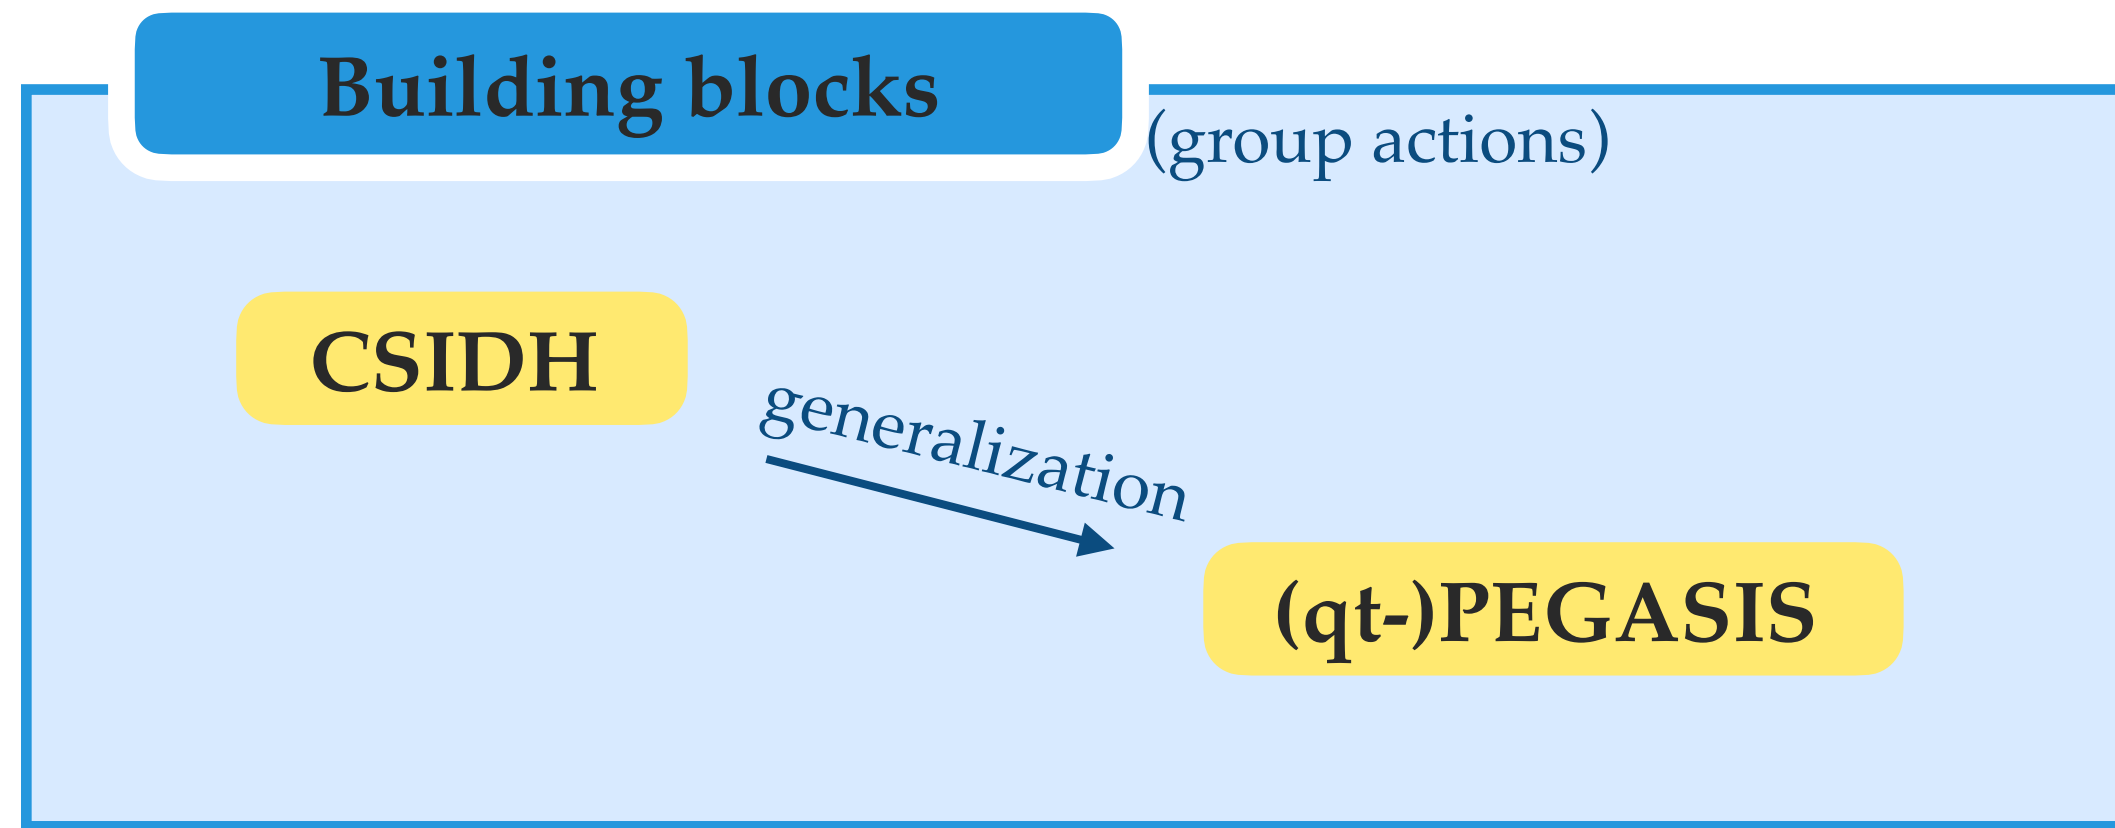 Building blocks
(group actions)
CSIDH
generalization
(qt-)PEGASIS